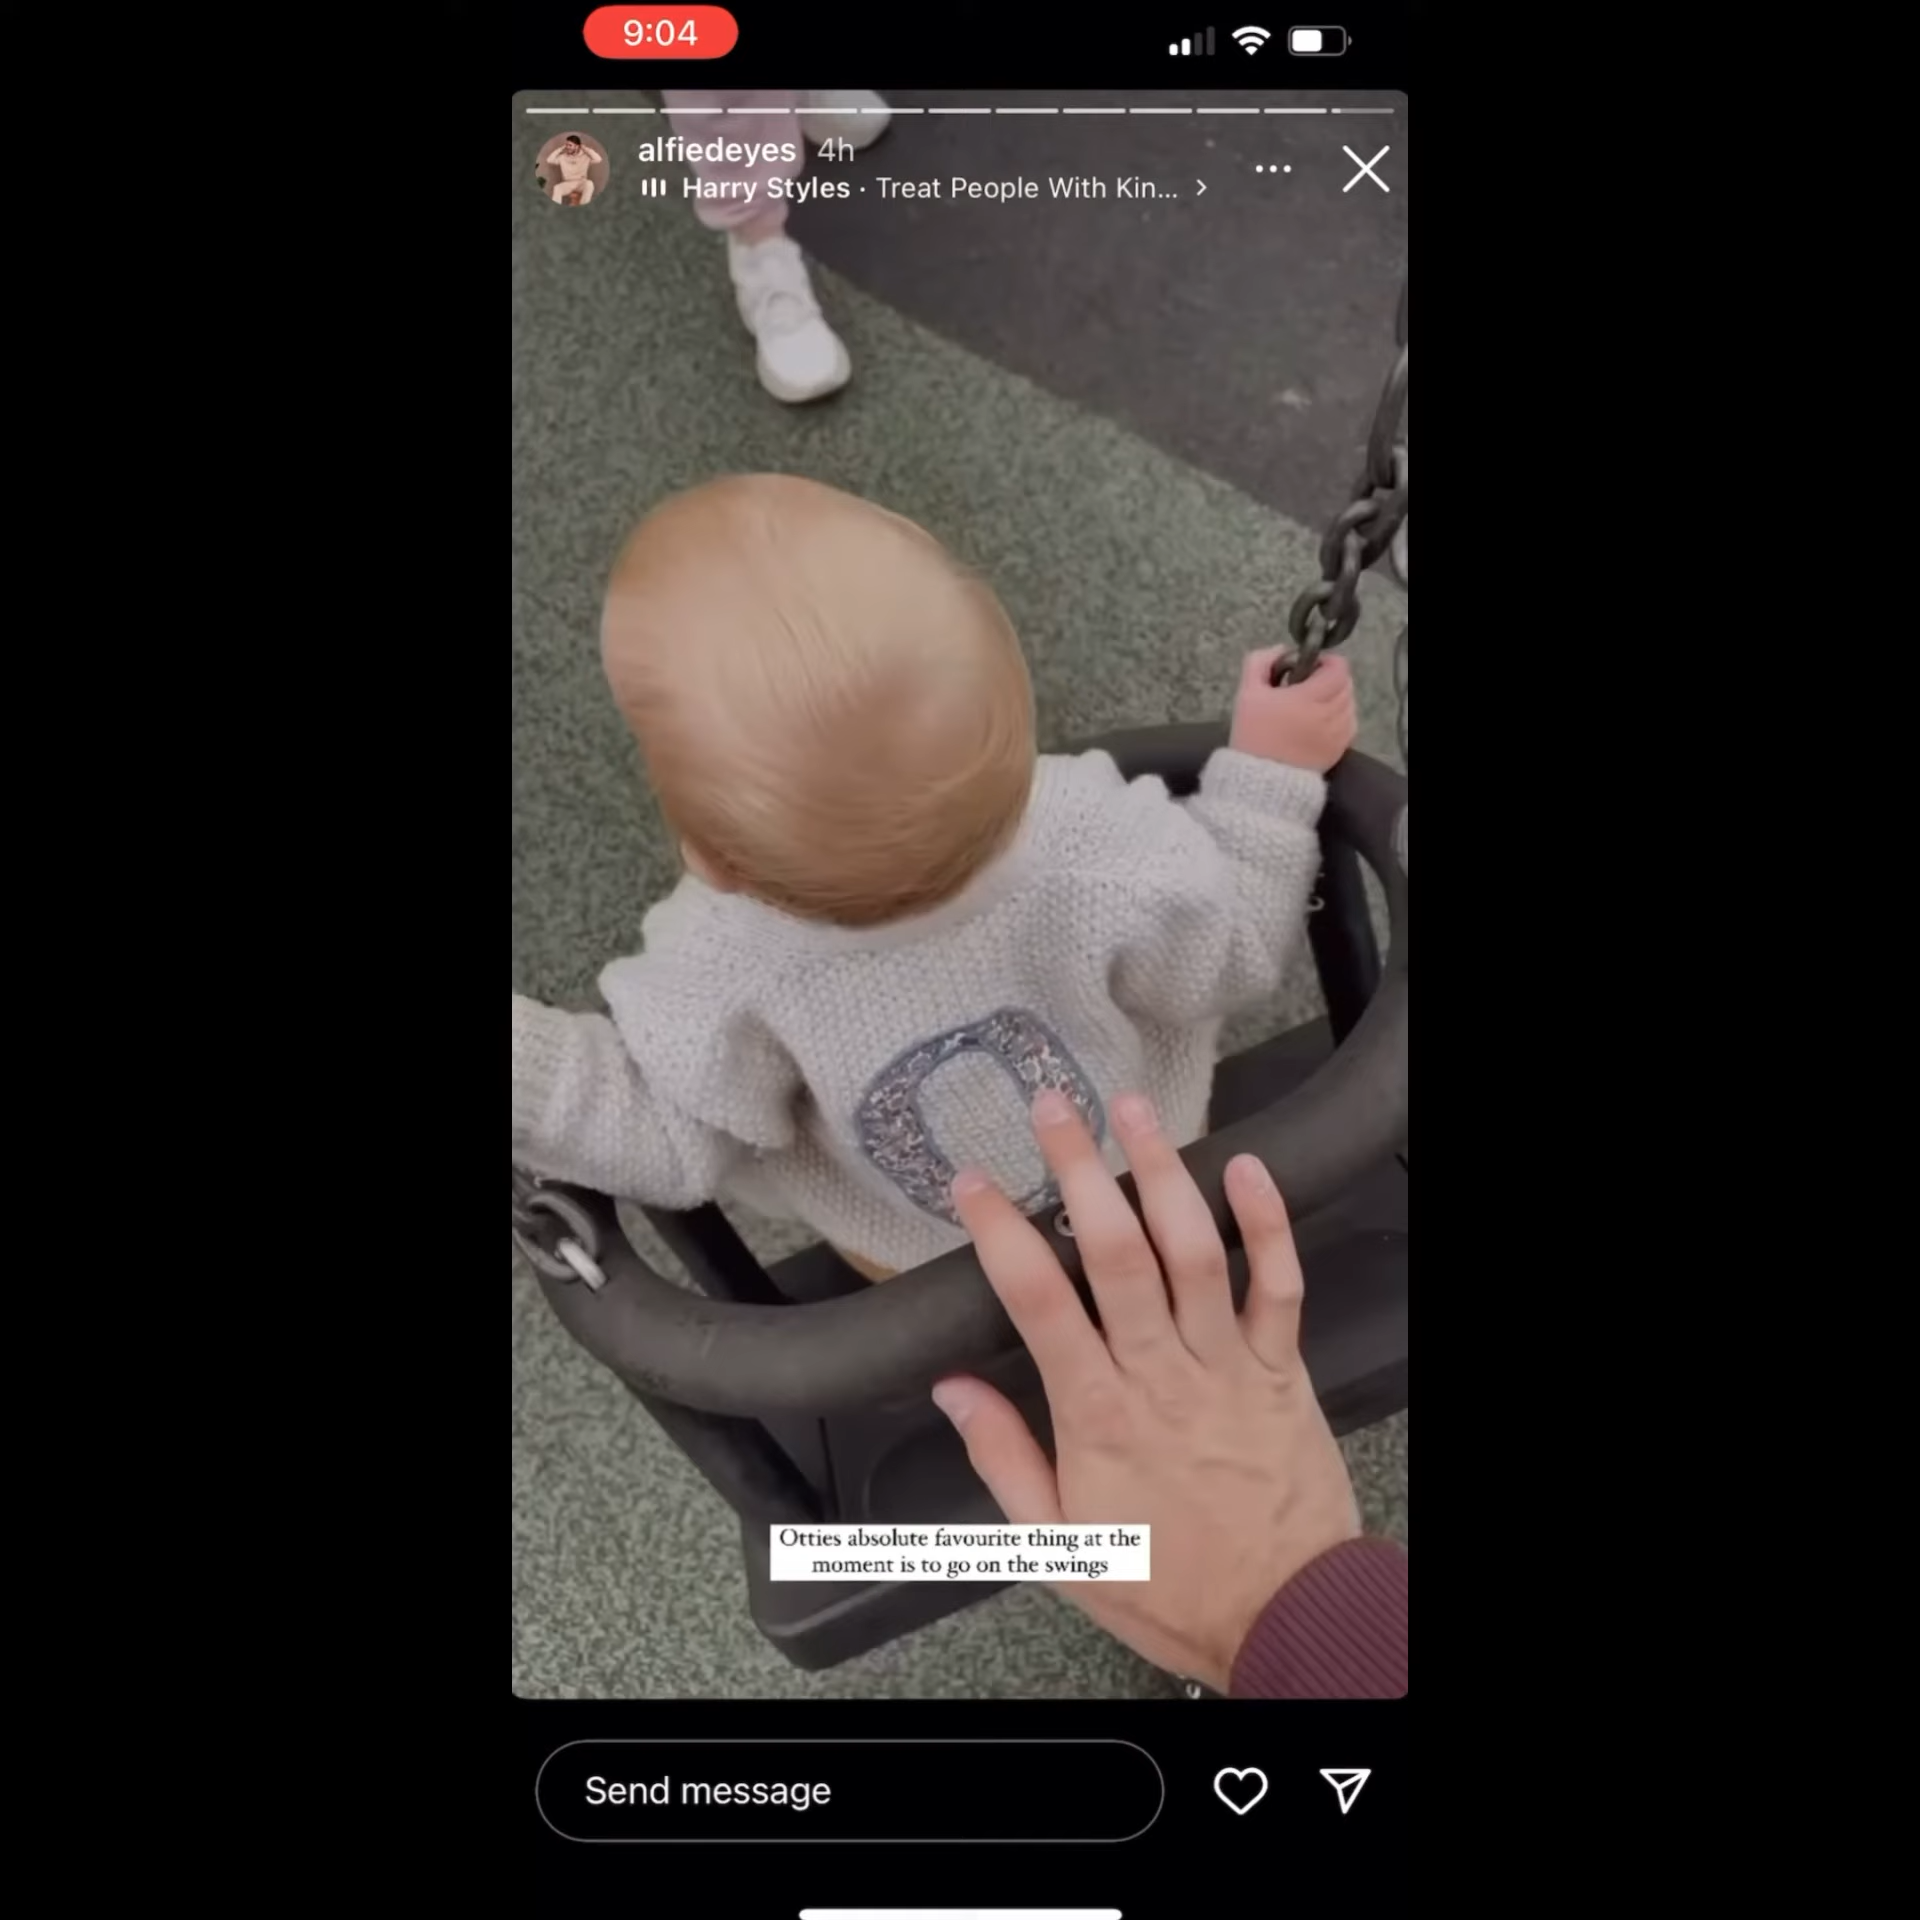 9:04
alfiedeyes 4h
Harry Styles · Treat People With Kin...
O
Otties absolute favourite thing at the
moment is to go on the swings
Send message